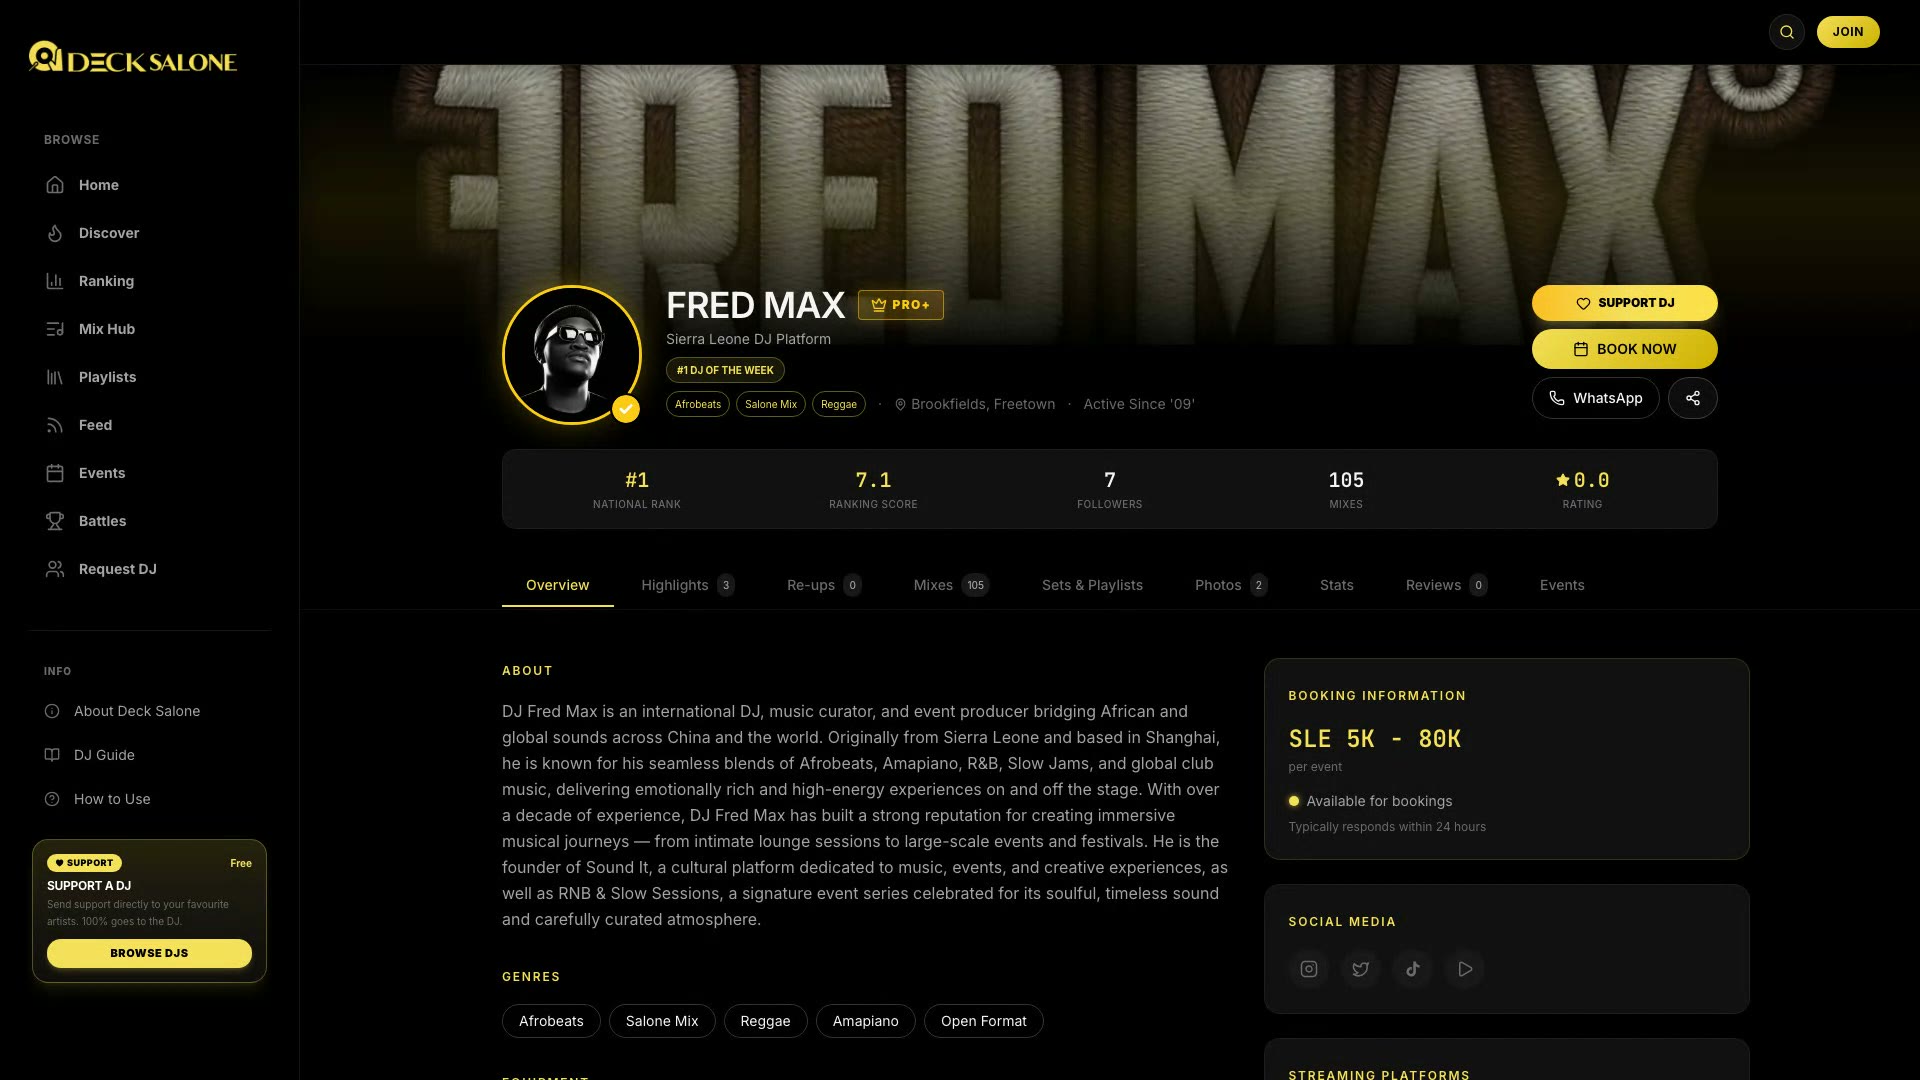 DECK SALONE
BROWSE
Home
Discover
Ranking
Mix Hub
Playlists
Feed
Events
Battles
Request DJ
INFO
About Deck Salone
DJ Guide
How to Use
SUPPORT
Free
SUPPORT A DJ
Send support directly to your favourite
artists. 100% goes to the DJ.
BROWSE DJS
JOIN
FRED MAX
FRED MAX
PRO+
Sierra Leone DJ Platform
#1 DJ OF THE WEEK
Afrobeats Salone Mix Reggae · Brookfields, Freetown · Active Since '09'
SUPPORT DJ
BOOK NOW
WhatsApp
#1 7.1 7 105 0.0
NATIONAL RANK RANKING SCORE FOLLOWERS MIXES RATING
Overview Highlights 3 Re-ups 0 Mixes 105 Sets & Playlists Photos 2 Stats Reviews 0 Events
ABOUT
DJ Fred Max is an international DJ, music curator, and event producer bridging African and
global sounds across China and the world. Originally from Sierra Leone and based in Shanghai,
he is known for his seamless blends of Afrobeats, Amapiano, R&B, Slow Jams, and global club
music, delivering emotionally rich and high-energy experiences on and off the stage. With over
a decade of experience, DJ Fred Max has built a strong reputation for creating immersive
musical journeys — from intimate lounge sessions to large-scale events and festivals. He is the
founder of Sound It, a cultural platform dedicated to music, events, and creative experiences, as
well as RNB & Slow Sessions, a signature event series celebrated for its soulful, timeless sound
and carefully curated atmosphere.
GENRES
Afrobeats Salone Mix Reggae Amapiano Open Format
EQUIPMENT
BOOKING INFORMATION
SLE 5K - 80K
per event
Available for bookings
Typically responds within 24 hours
SOCIAL MEDIA
STREAMING PLATFORMS